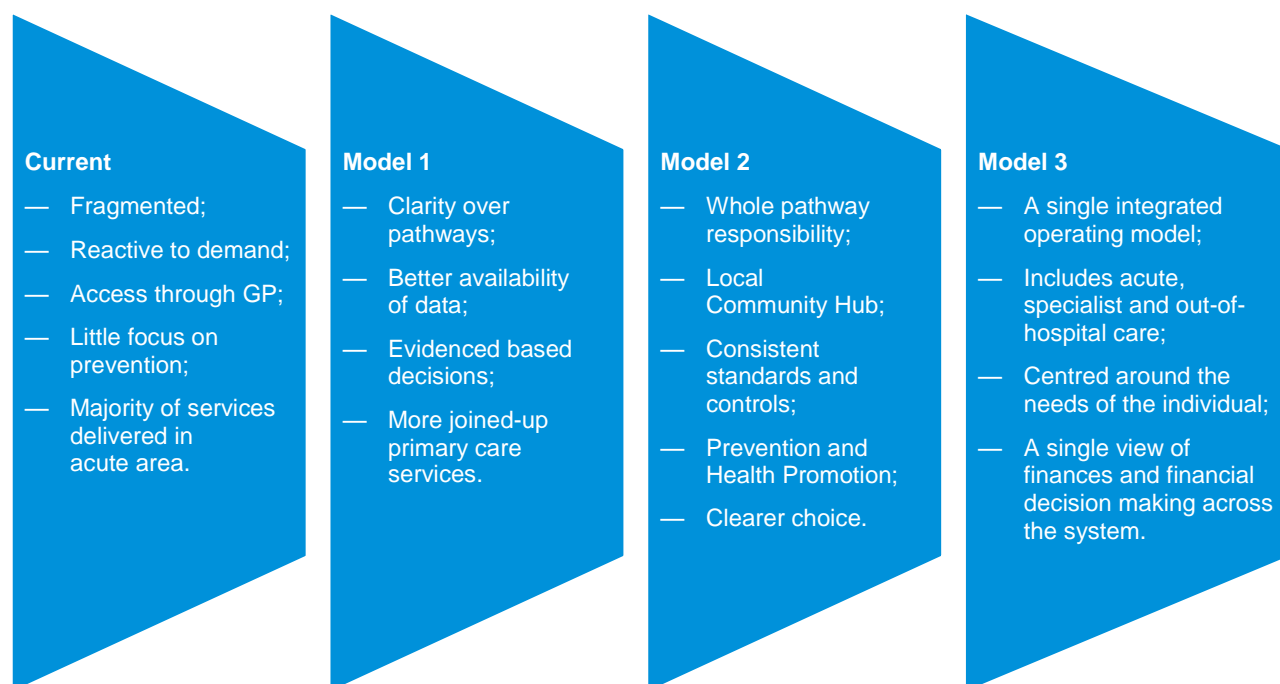 Current
— Fragmented;
— Reactive to demand;
— Access through GP;
— Little focus on
prevention;
— Majority of services
delivered in
acute area.
Model 1
— Clarity over
pathways;
— Better availability
of data;
— Evidenced based
decisions;
— More joined-up
primary care
services.
Model 2
— Whole pathway
responsibility;
— Local
Community Hub;
— Consistent
standards and
controls;
— Prevention and
Health Promotion;
— Clearer choice.
Model 3
— A single integrated
operating model;
— Includes acute,
specialist and out-of-
hospital care;
— Centred around the
needs of the individual;
— A single view of
finances and financial
decision making across
the system.